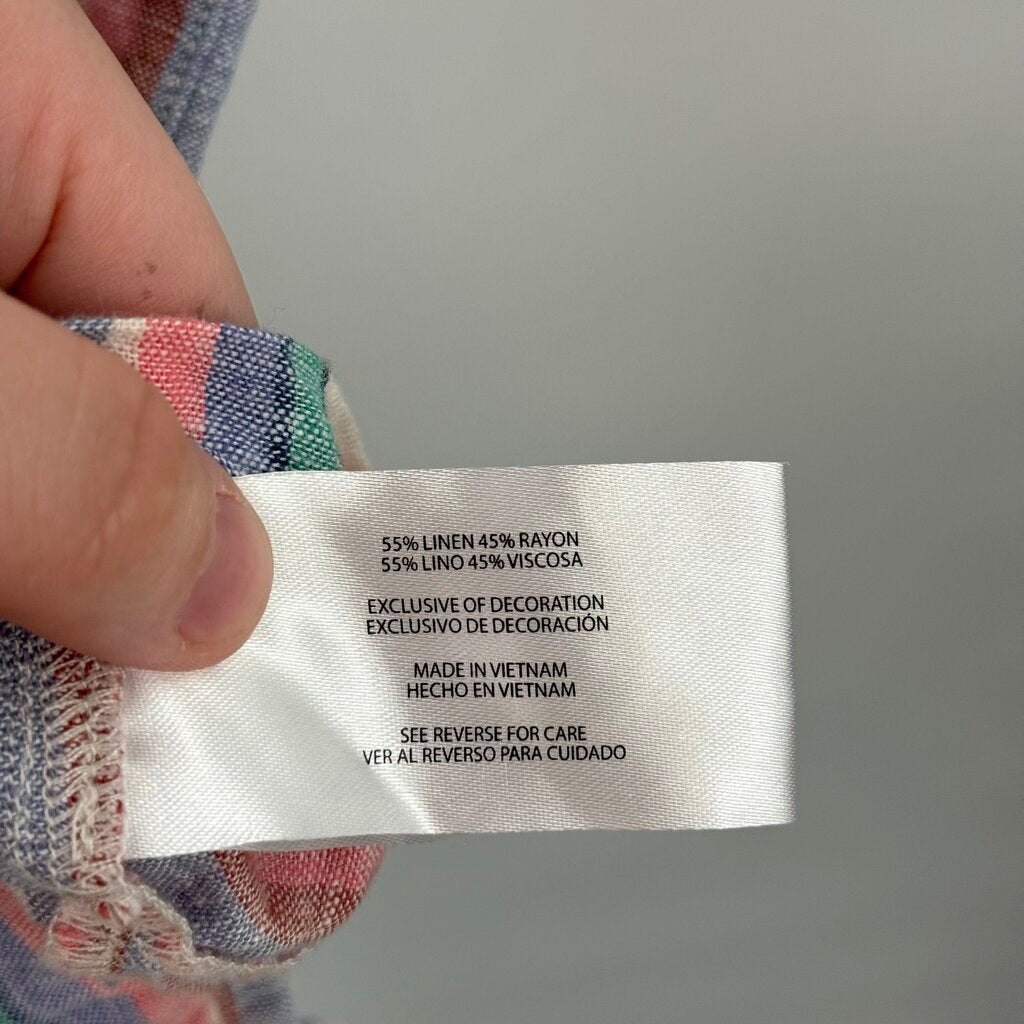 55% LINEN 45% RAYON
55% LINO 45% VISCOSA
EXCLUSIVE OF DECORATION
EXCLUSIVO DE DECORACIÓN
MADE IN VIETNAM
HECHO EN VIETNAM
SEE REVERSE FOR CARE
VER AL REVERSO PARA CUIDADO